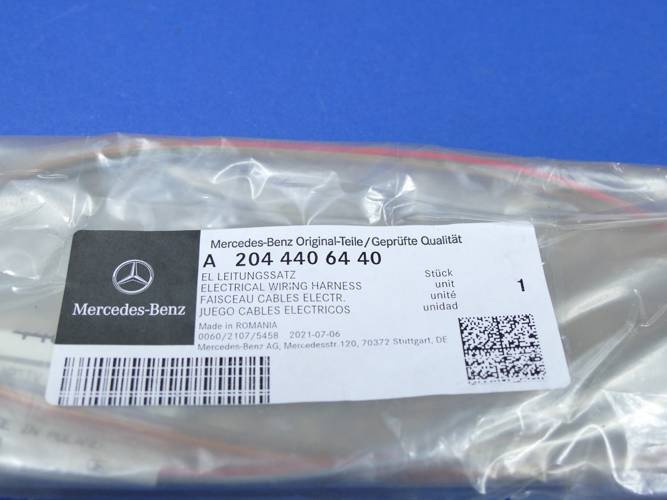 Mercedes-Benz Original-Teile/Geprüfte Qualität
A 204 440 64 40
EL LEITUNGSSATZ
ELECTRICAL WIRING HARNESS
FAISCEAU CABLES ELECTR.
JUEGO CABLES ELECTRICOS
Stück
unit
unité
unidad
1
Mercedes-Benz
Made in ROMANIA
0060/2107/5458 2021-07-06
Mercedes-Benz AG, Mercedesstr.120, 70372 Stuttgart, DE